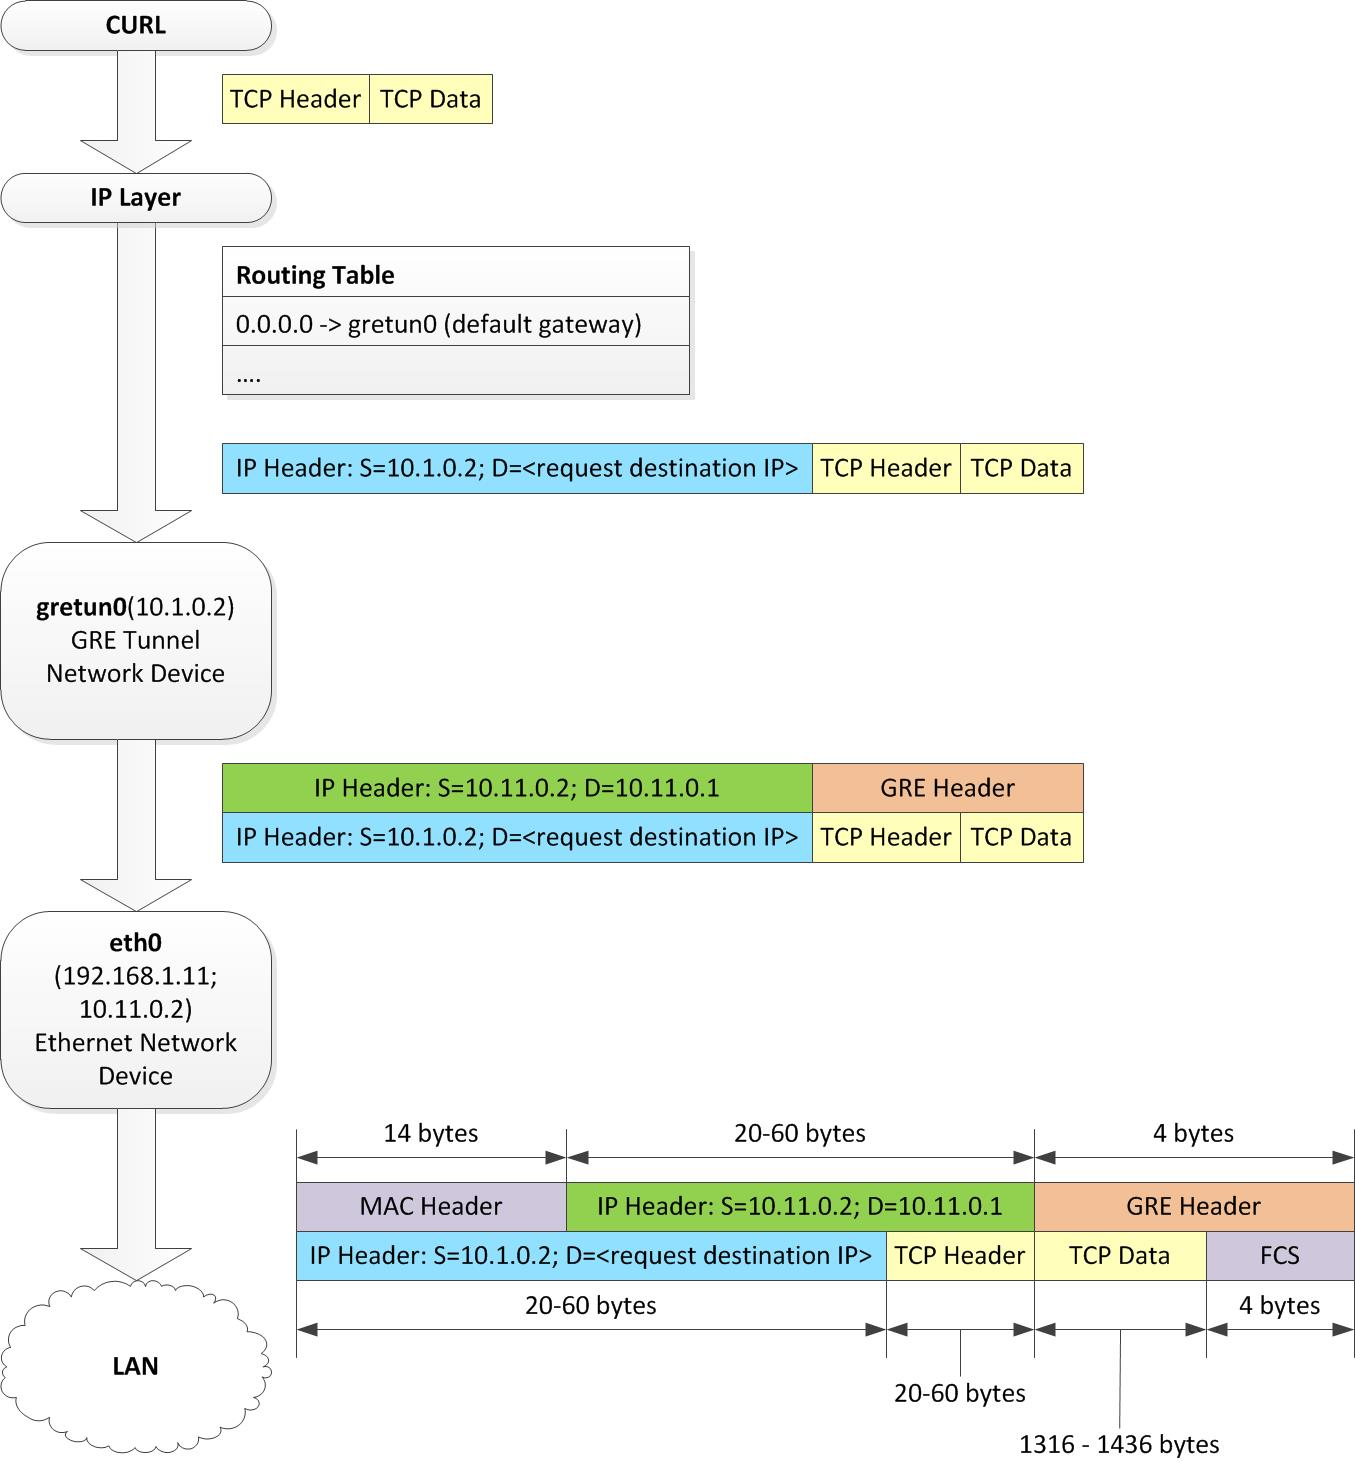 CURL
TCP Header TCP Data
IP Layer
Routing Table
0.0.0.0 -> gretun0 (default gateway)
....
IP Header: S=10.1.0.2; D=<request destination IP> TCP Header TCP Data
gretun0(10.1.0.2)
GRE Tunnel
Network Device
IP Header: S=10.11.0.2; D=10.11.0.1 GRE Header
IP Header: S=10.1.0.2; D=<request destination IP> TCP Header TCP Data
eth0
(192.168.1.11;
10.11.0.2)
Ethernet Network
Device
14 bytes 20-60 bytes 4 bytes
MAC Header IP Header: S=10.11.0.2; D=10.11.0.1 GRE Header
IP Header: S=10.1.0.2; D=<request destination IP> TCP Header TCP Data FCS
20-60 bytes 4 bytes
LAN
20-60 bytes
1316 - 1436 bytes